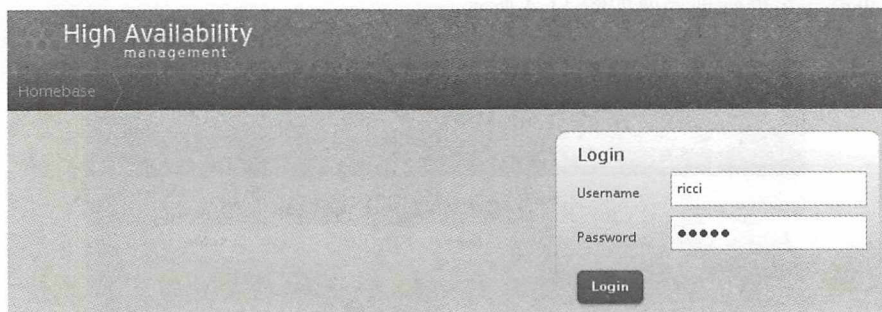 High Availability
management
Homebase
Login
Username
ricci
Password
●●●●●
Login